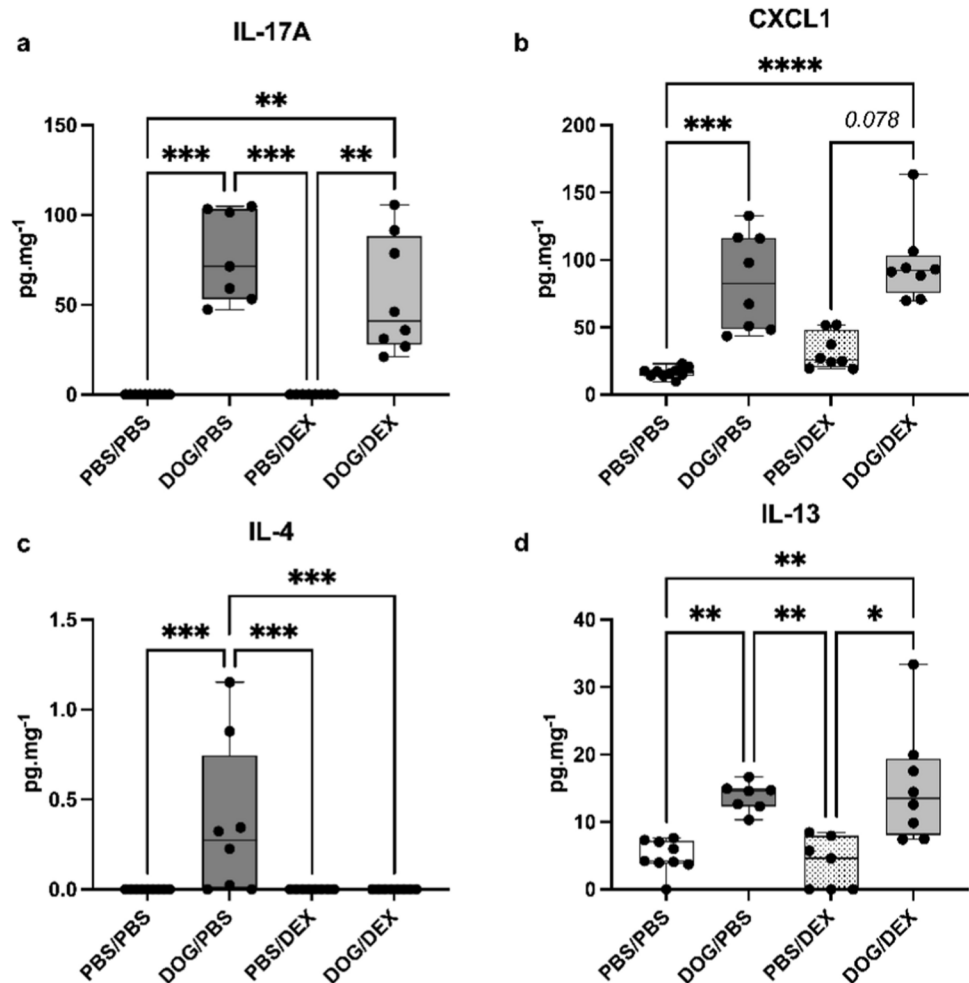 a
IL-17A
**
*** *** **
150
100
50
0
pg.mg-1
PBS/PBS
DOG/PBS
PBS/DEX
DOG/DEX
b
CXCL1
****
***
0.078
200
150
100
50
0
pg.mg-1
PBS/PBS
DOG/PBS
PBS/DEX
DOG/DEX
c
IL-4
***
*** ***
1.5
1.0
0.5
0.0
pg.mg-1
PBS/PBS
DOG/PBS
PBS/DEX
DOG/DEX
d
IL-13
**
** ** *
40
30
20
10
0
pg.mg-1
PBS/PBS
DOG/PBS
PBS/DEX
DOG/DEX